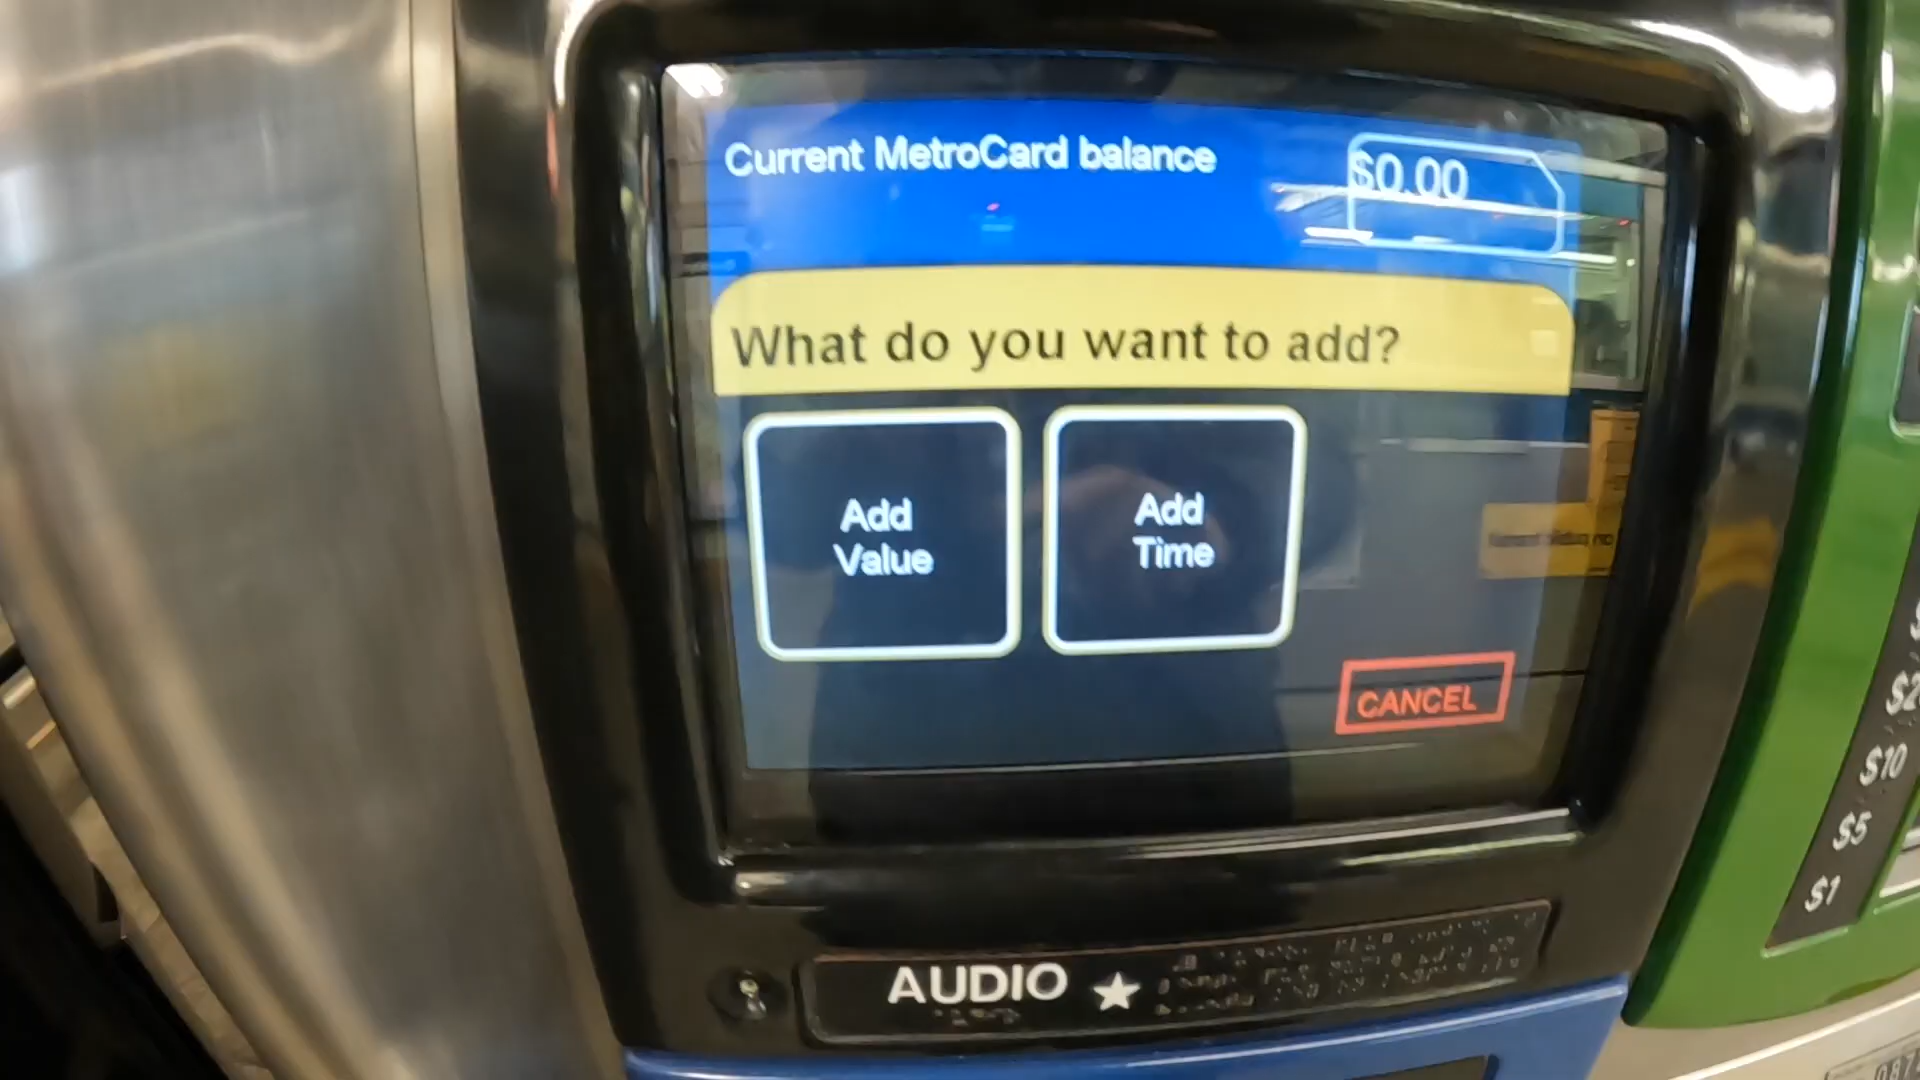 Current MetroCard balance
$0.00
What do you want to add?
Add
Value
Add
Time
CANCEL
$10
$5
$1
AUDIO